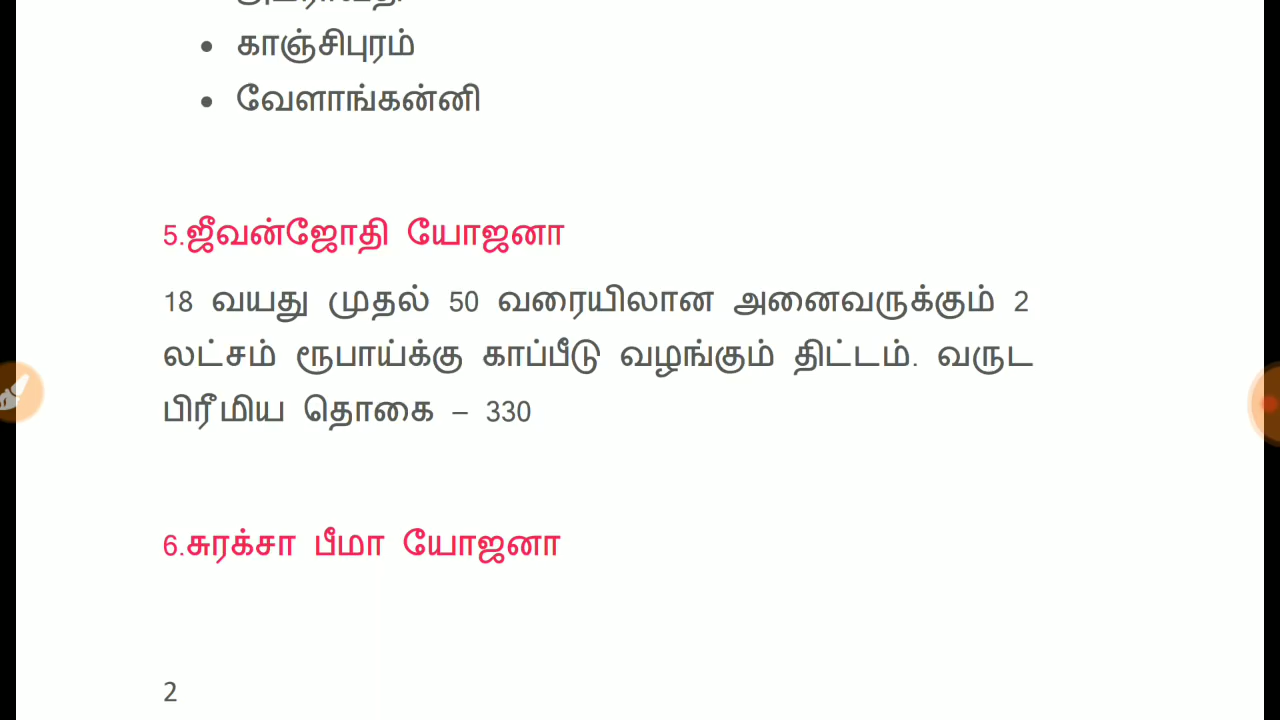 • காஞ்சிபுரம்
• வேளாங்கன்னி
5.ஜீவன்ஜோதி யோஜனா
18 வயது முதல் 50 வரையிலான அனைவருக்கும் 2
லட்சம் ரூபாய்க்கு காப்பீடு வழங்கும் திட்டம். வருட
பிரீமிய தொகை – 330
6.சுரக்சா பீமா யோஜனா
2